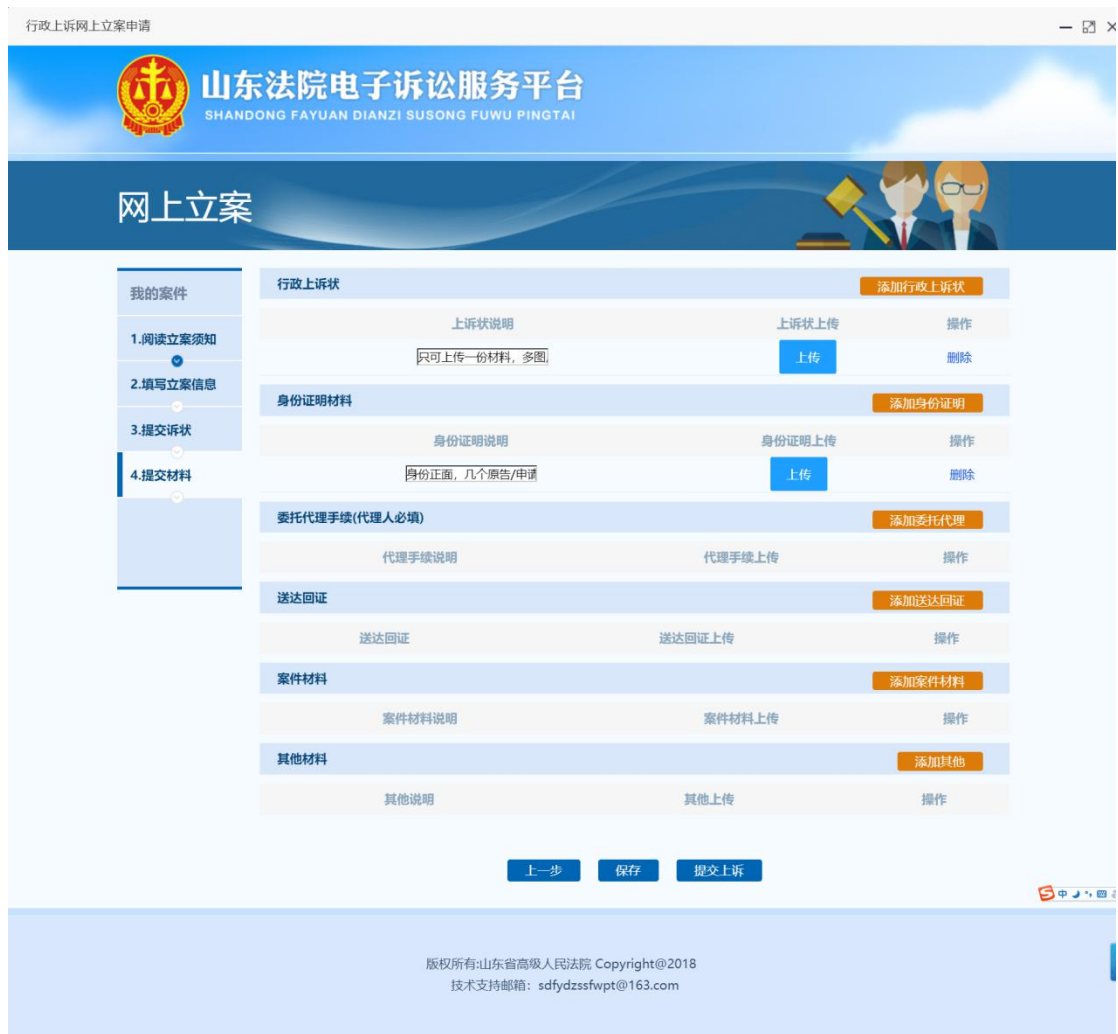 行政上诉网上立案申请
山东法院电子诉讼服务平台
SHANDONG FAYUAN DIANZI SUSONG FUWU PINGTAI
网上立案
我的案件
1.阅读立案须知
2.填写立案信息
3.提交诉状
4.提交材料
行政上诉状 添加行政上诉状
上诉状说明 上诉状上传 操作
只可上传一份材料，多图 上传 删除
身份证明材料 添加身份证明
身份证明说明 身份证明上传 操作
身份正面，几个原告/申请 上传 删除
委托代理手续(代理人必填) 添加委托代理
代理手续说明 代理手续上传 操作
送达回证 添加送达回证
送达回证 送达回证上传 操作
案件材料 添加案件材料
案件材料说明 案件材料上传 操作
其他材料 添加其他
其他说明 其他上传 操作
上一步 保存 提交上诉
中
版权所有:山东省高级人民法院 Copyright@2018
技术支持邮箱：sdfydzssfwpt@163.com